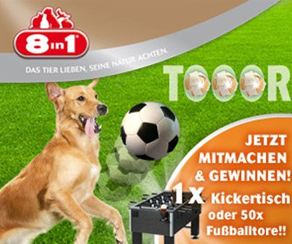 8in1
DAS TIER LIEBEN, SEINE NATUR ACHTEN.
TOOOR
JETZT
MITMACHEN
& GEWINNEN!
1x Kickertisch
oder 50x
Fußballtore!!